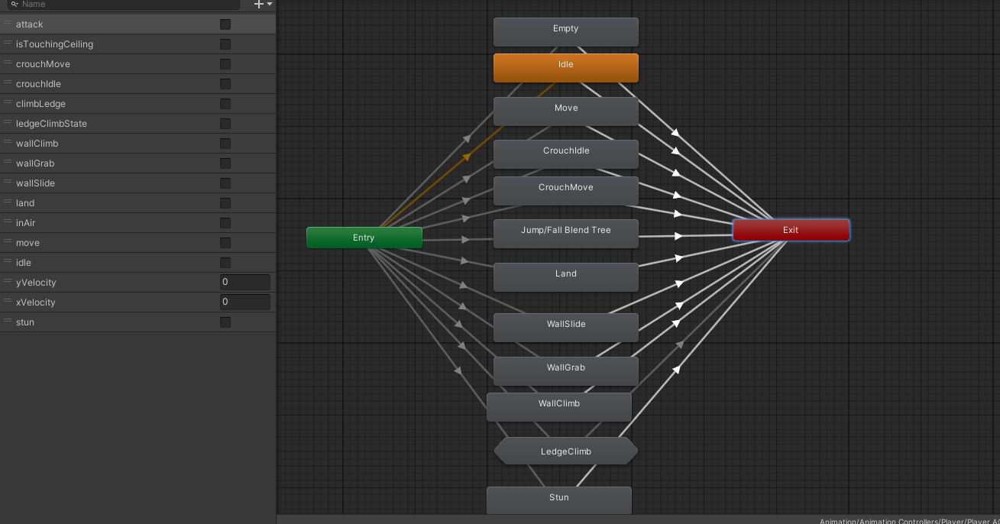 Name
attack
isTouchingCeiling
crouchMove
crouchIdle
climbLedge
ledgeClimbState
wallClimb
wallGrab
wallSlide
land
inAir
move
idle
yVelocity 0
xVelocity 0
stun
Empty
Idle
Move
CrouchIdle
CrouchMove
Jump/Fall Blend Tree
Land
WallSlide
WallGrab
WallClimb
LedgeClimb
Stun
Entry
Exit
Animation/Animation Controllers/Player/Player